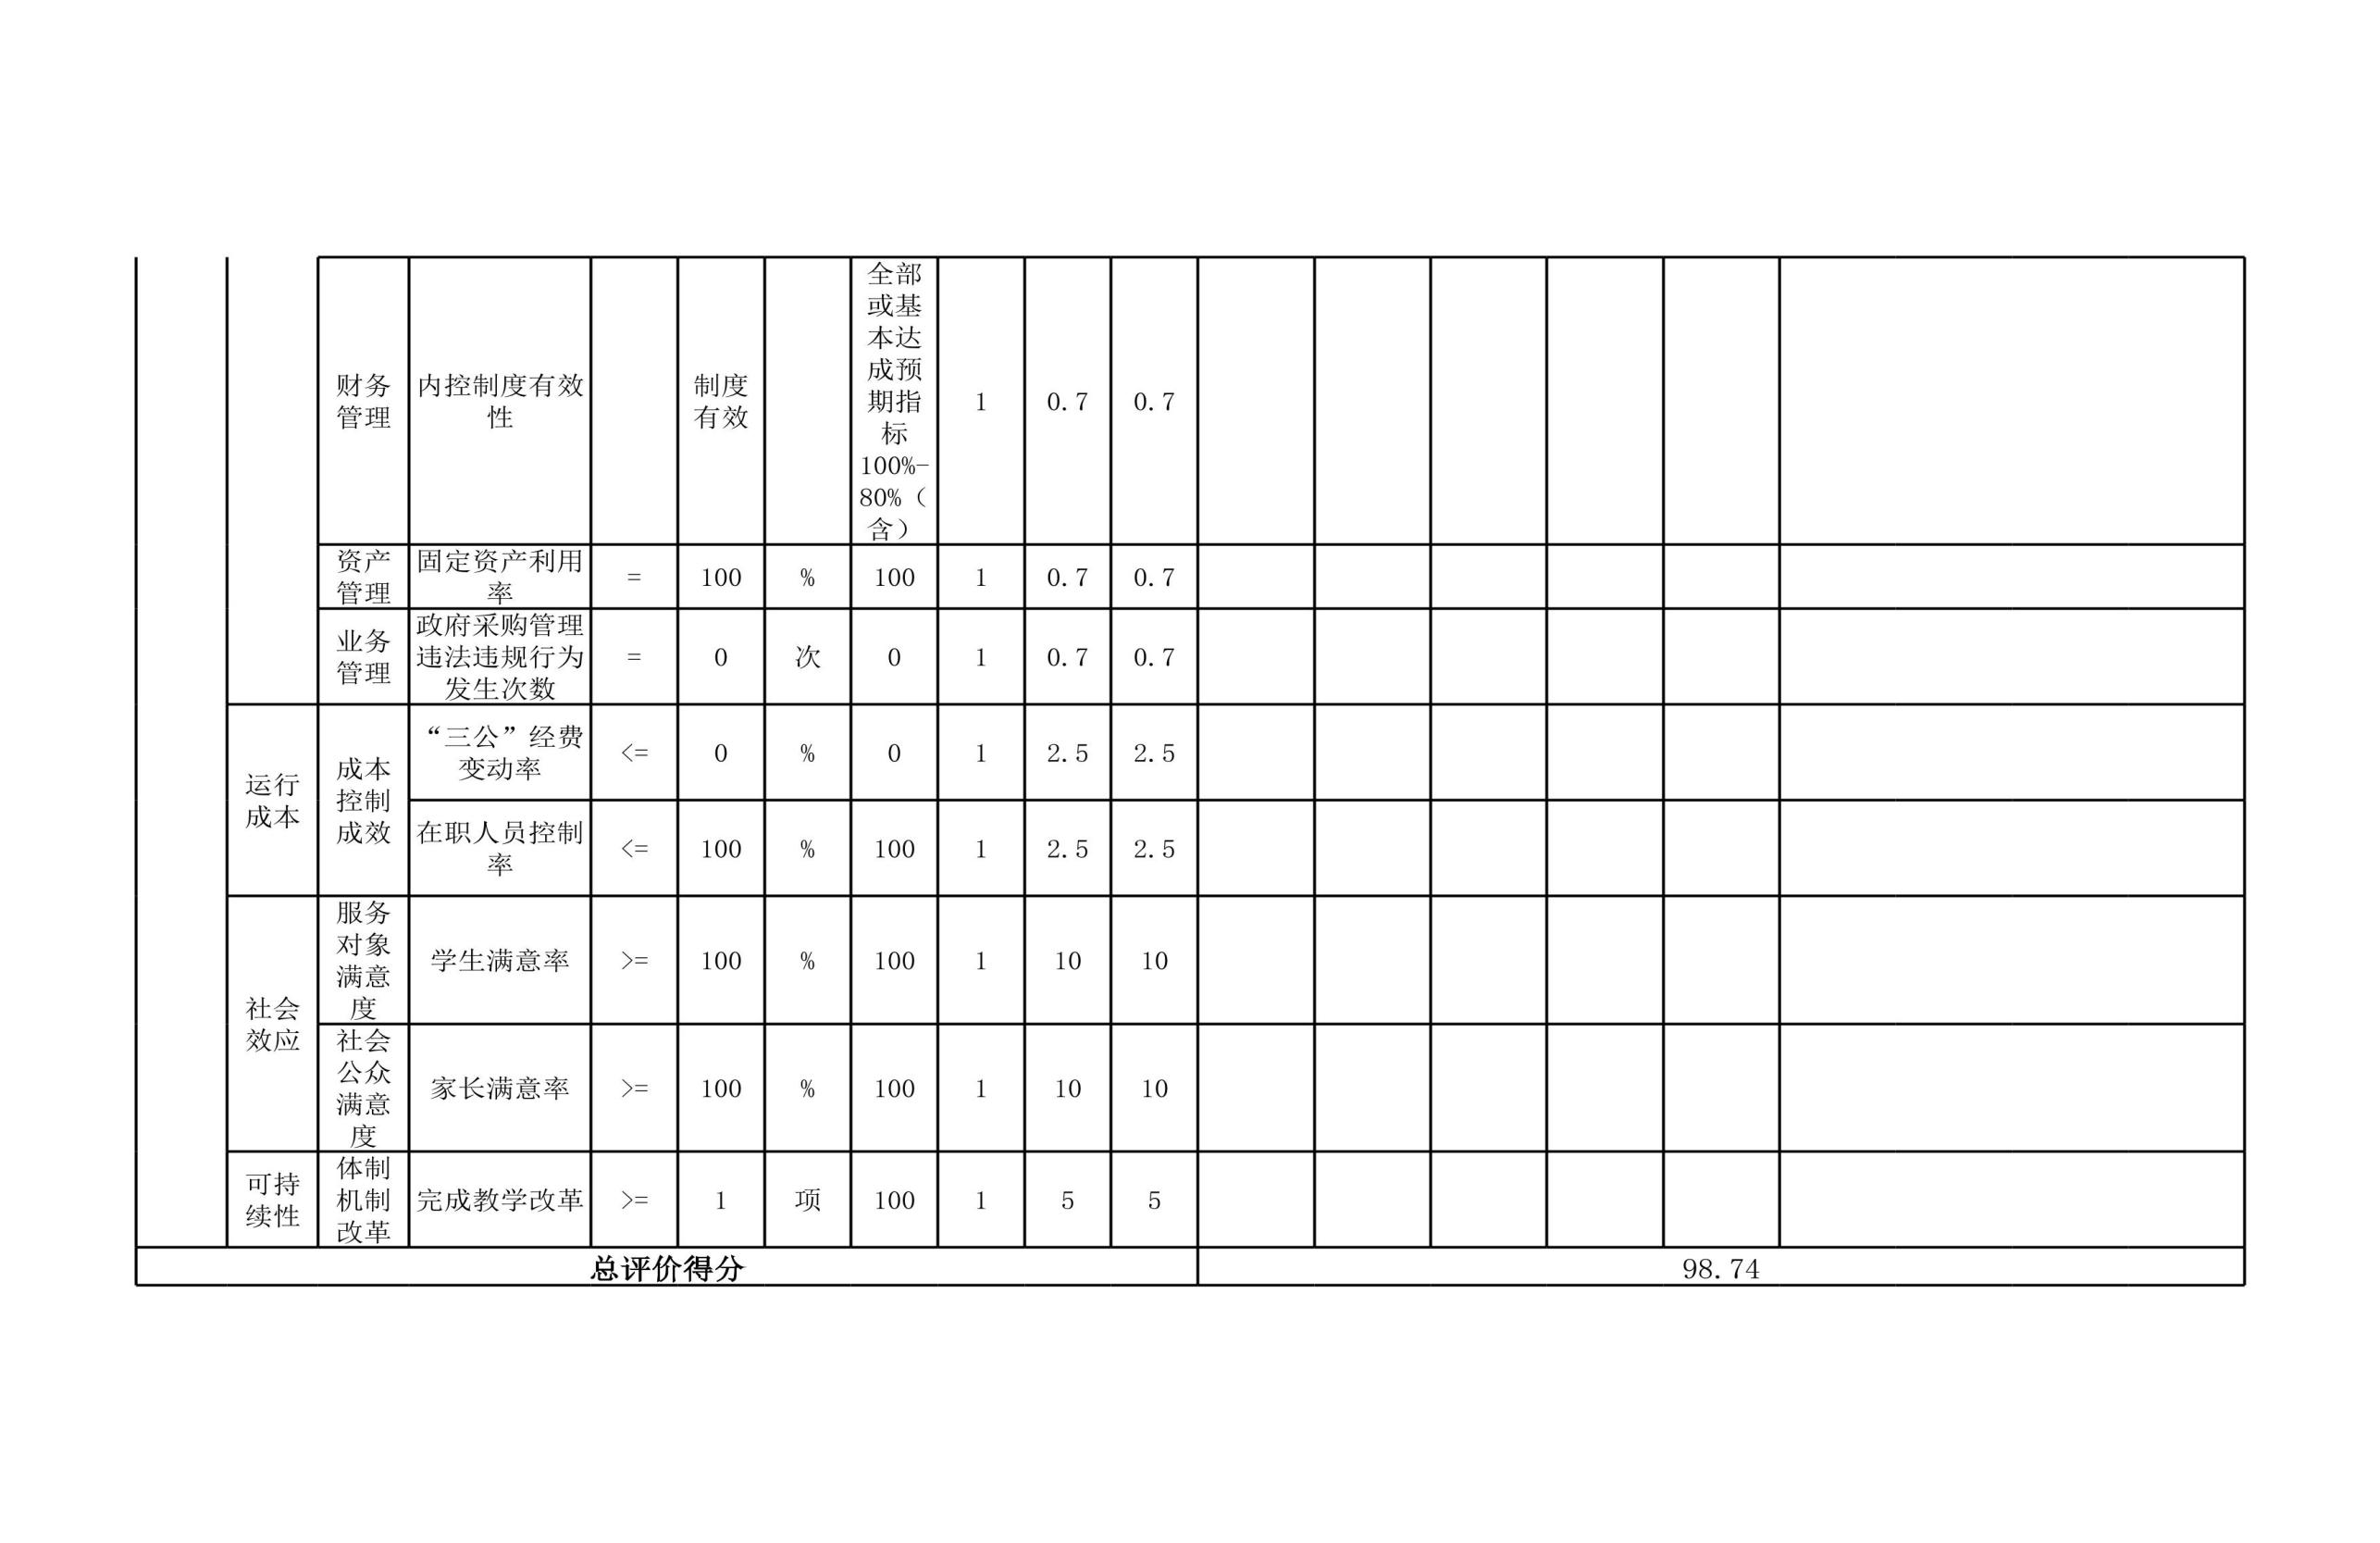 财务管理 内控制度有效性 制度有效 全部或基本达成预期指标100%-80%（含） 1 0.7 0.7
资产管理 固定资产利用率 = 100 % 100 1 0.7 0.7
业务管理 政府采购管理违法违规行为发生次数 = 0 次 0 1 0.7 0.7
运行成本 成本控制成效 “三公”经费变动率 <= 0 % 0 1 2.5 2.5
在职人员控制率 <= 100 % 100 1 2.5 2.5
社会效应 服务对象满意度 学生满意率 >= 100 % 100 1 10 10
社会公众满意度 家长满意率 >= 100 % 100 1 10 10
可持续性 体制机制改革 完成教学改革 >= 1 项 100 1 5 5
总评价得分 98.74